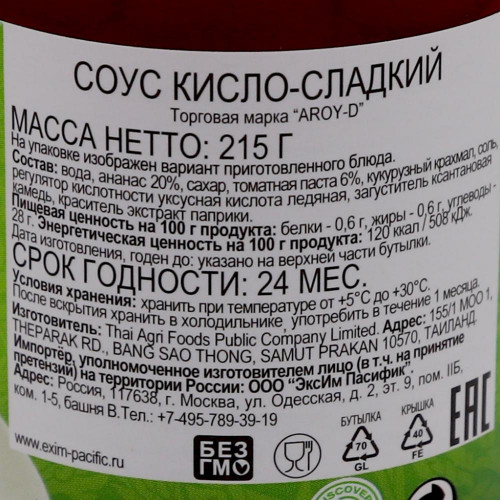 СОУС КИСЛО-СЛАДКИЙ
Торговая марка “AROY-D”
МАССА НЕТТО: 215 Г
На упаковке изображен вариант приготовленного блюда.
Состав: вода, ананас 20%, сахар, томатная паста 6%, кукурузный крахмал, соль,
регулятор кислотности уксусная кислота ледяная, загуститель ксантановая
камедь, краситель экстракт паприки.
Пищевая ценность на 100 г продукта: белки - 0,6 г, жиры - 0,6 г, углеводы -
28 г. Энергетическая ценность на 100 г продукта: 120 ккал / 508 кДж.
Дата изготовления, годен до: указано на верхней части бутылки.
СРОК ГОДНОСТИ: 24 МЕС.
Условия хранения: хранить при температуре от +5°С до +30°С.
После вскрытия хранить в холодильнике, употребить в течение 1 месяца.
Изготовитель: Thai Agri Foods Public Company Limited. Адрес: 155/1 MOO 1,
THEPARAK RD., BANG SAO THONG, SAMUT PRAKAN 10570, ТАИЛАНД.
Импортёр, уполномоченное изготовителем лицо (в т.ч. на принятие
претензий) на территории России: ООО “ЭксИм Пасифик”.
Адрес: Россия, 117638, г. Москва, ул. Одесская, д. 2, эт. 9, пом. IIБ,
ком. 1-5, башня В.Тел.: +7-495-789-39-19
www.exim-pacific.ru
БЕЗ
ГМО
БУТЫЛКА
70
GL
КРЫШКА
40
FE
EAC
DISCOVER